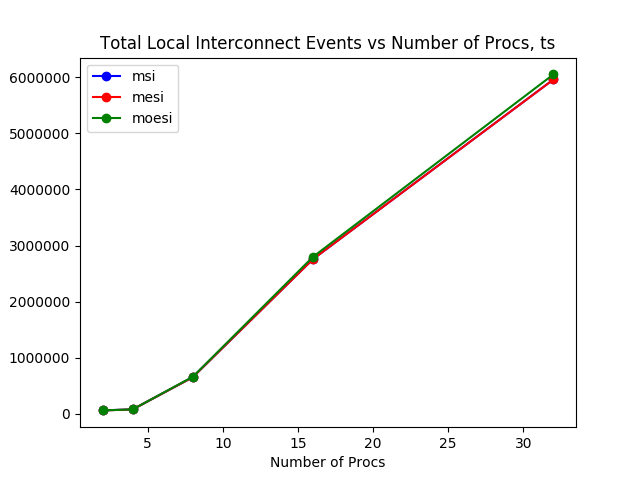 Total Local Interconnect Events vs Number of Procs, ts
msi
mesi
moesi
6000000
5000000
4000000
3000000
2000000
1000000
0
5 10 15 20 25 30
Number of Procs